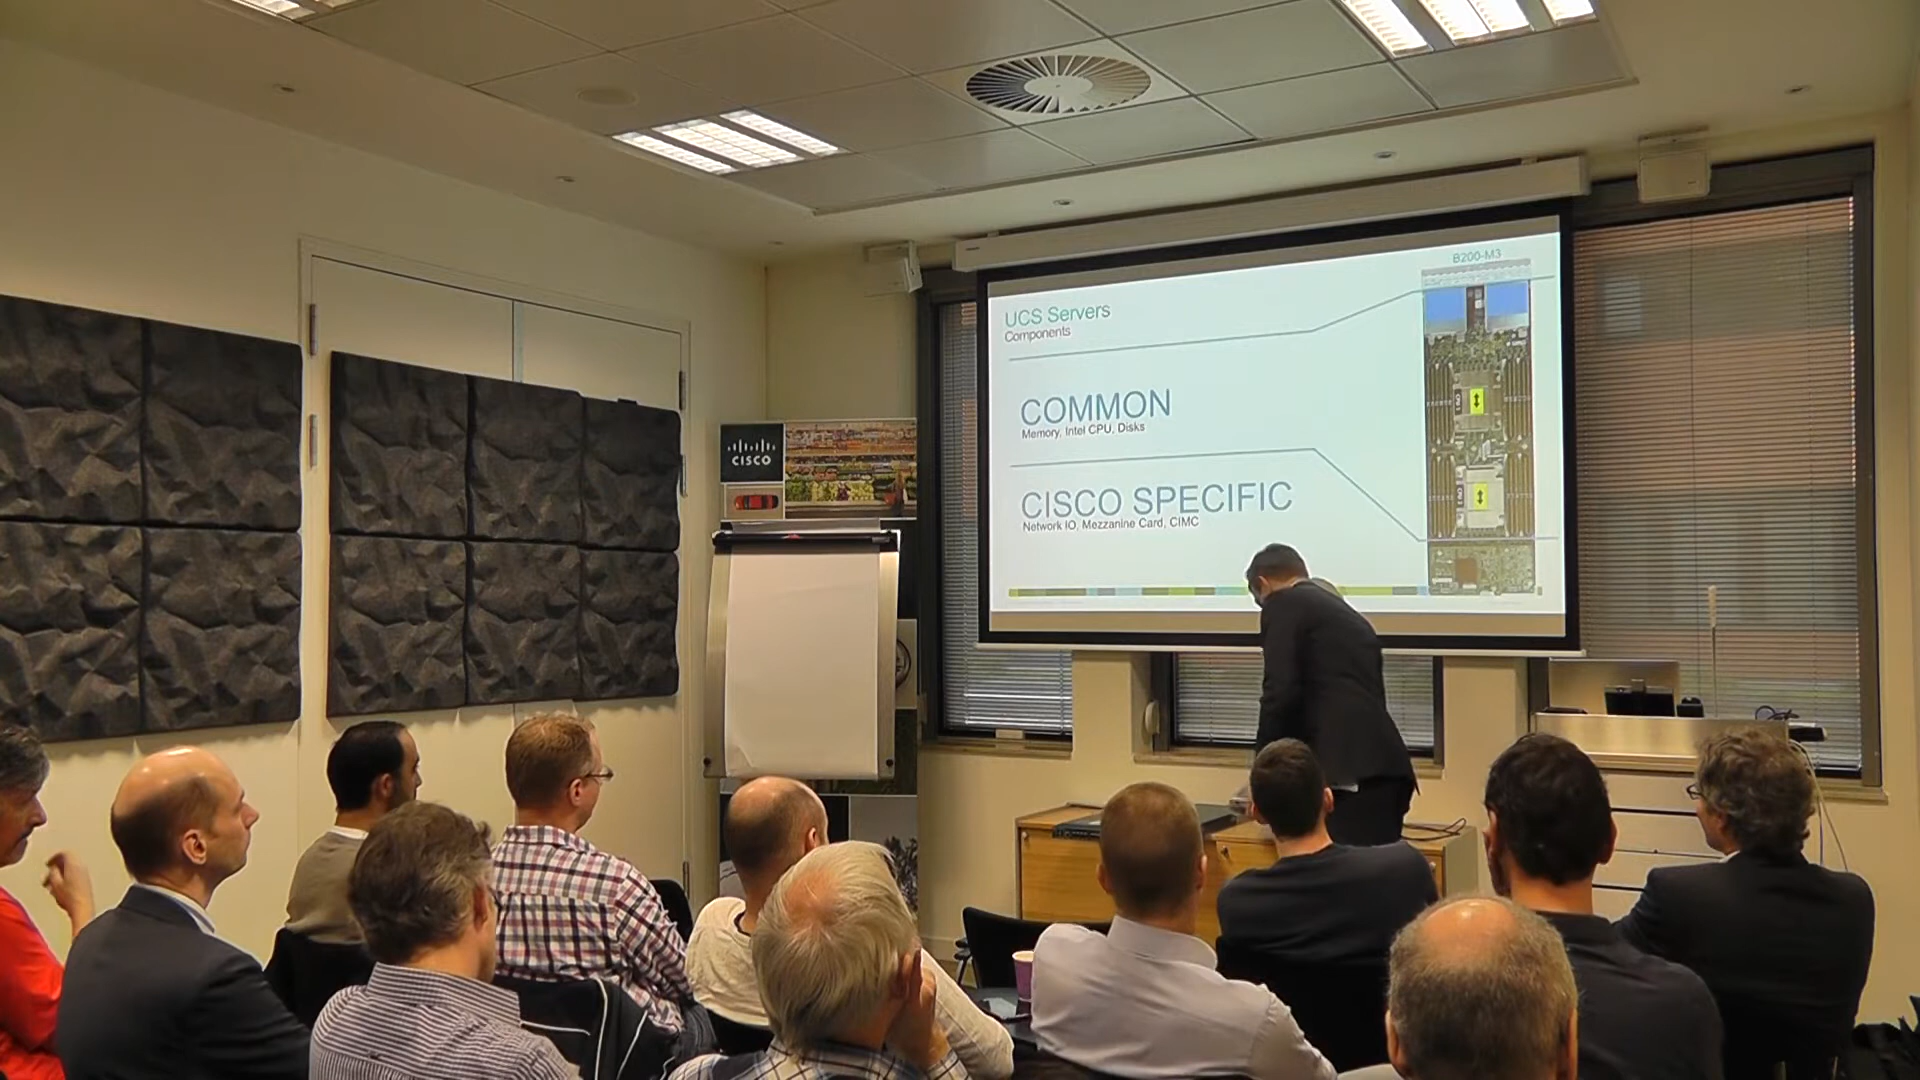 B200-M3
UCS Servers
Components
COMMON
Memory, Intel CPU, Disks
CISCO SPECIFIC
Network IO, Mezzanine Card, CIMC
CISCO